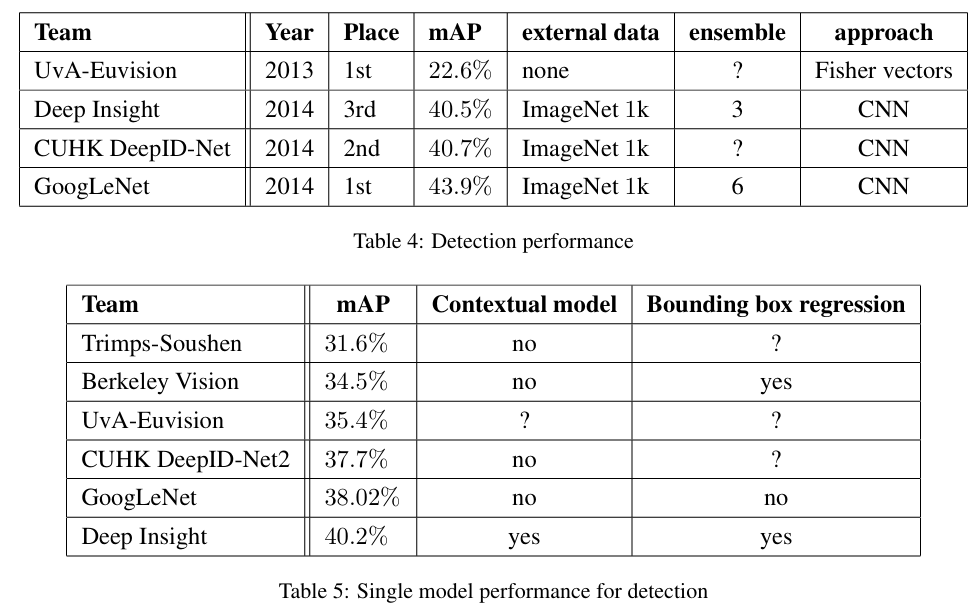 Team Year Place mAP external data ensemble approach
UvA-Euvision 2013 1st 22.6% none ? Fisher vectors
Deep Insight 2014 3rd 40.5% ImageNet 1k 3 CNN
CUHK DeepID-Net 2014 2nd 40.7% ImageNet 1k ? CNN
GoogLeNet 2014 1st 43.9% ImageNet 1k 6 CNN
Table 4: Detection performance
Team mAP Contextual model Bounding box regression
Trimps-Soushen 31.6% no ?
Berkeley Vision 34.5% no yes
UvA-Euvision 35.4% ? ?
CUHK DeepID-Net2 37.7% no ?
GoogLeNet 38.02% no no
Deep Insight 40.2% yes yes
Table 5: Single model performance for detection